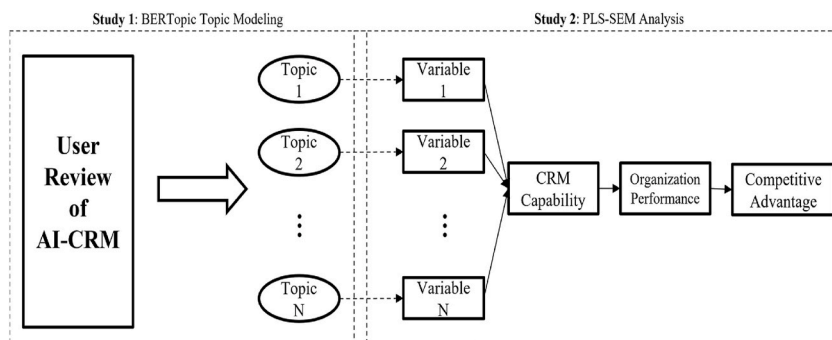 Study 1: BERTopic Topic Modeling
Study 2: PLS-SEM Analysis
User
Review
of
AI-CRM
Topic
1
Topic
2
Topic
N
Variable
1
Variable
2
Variable
N
CRM
Capability
Organization
Performance
Competitive
Advantage